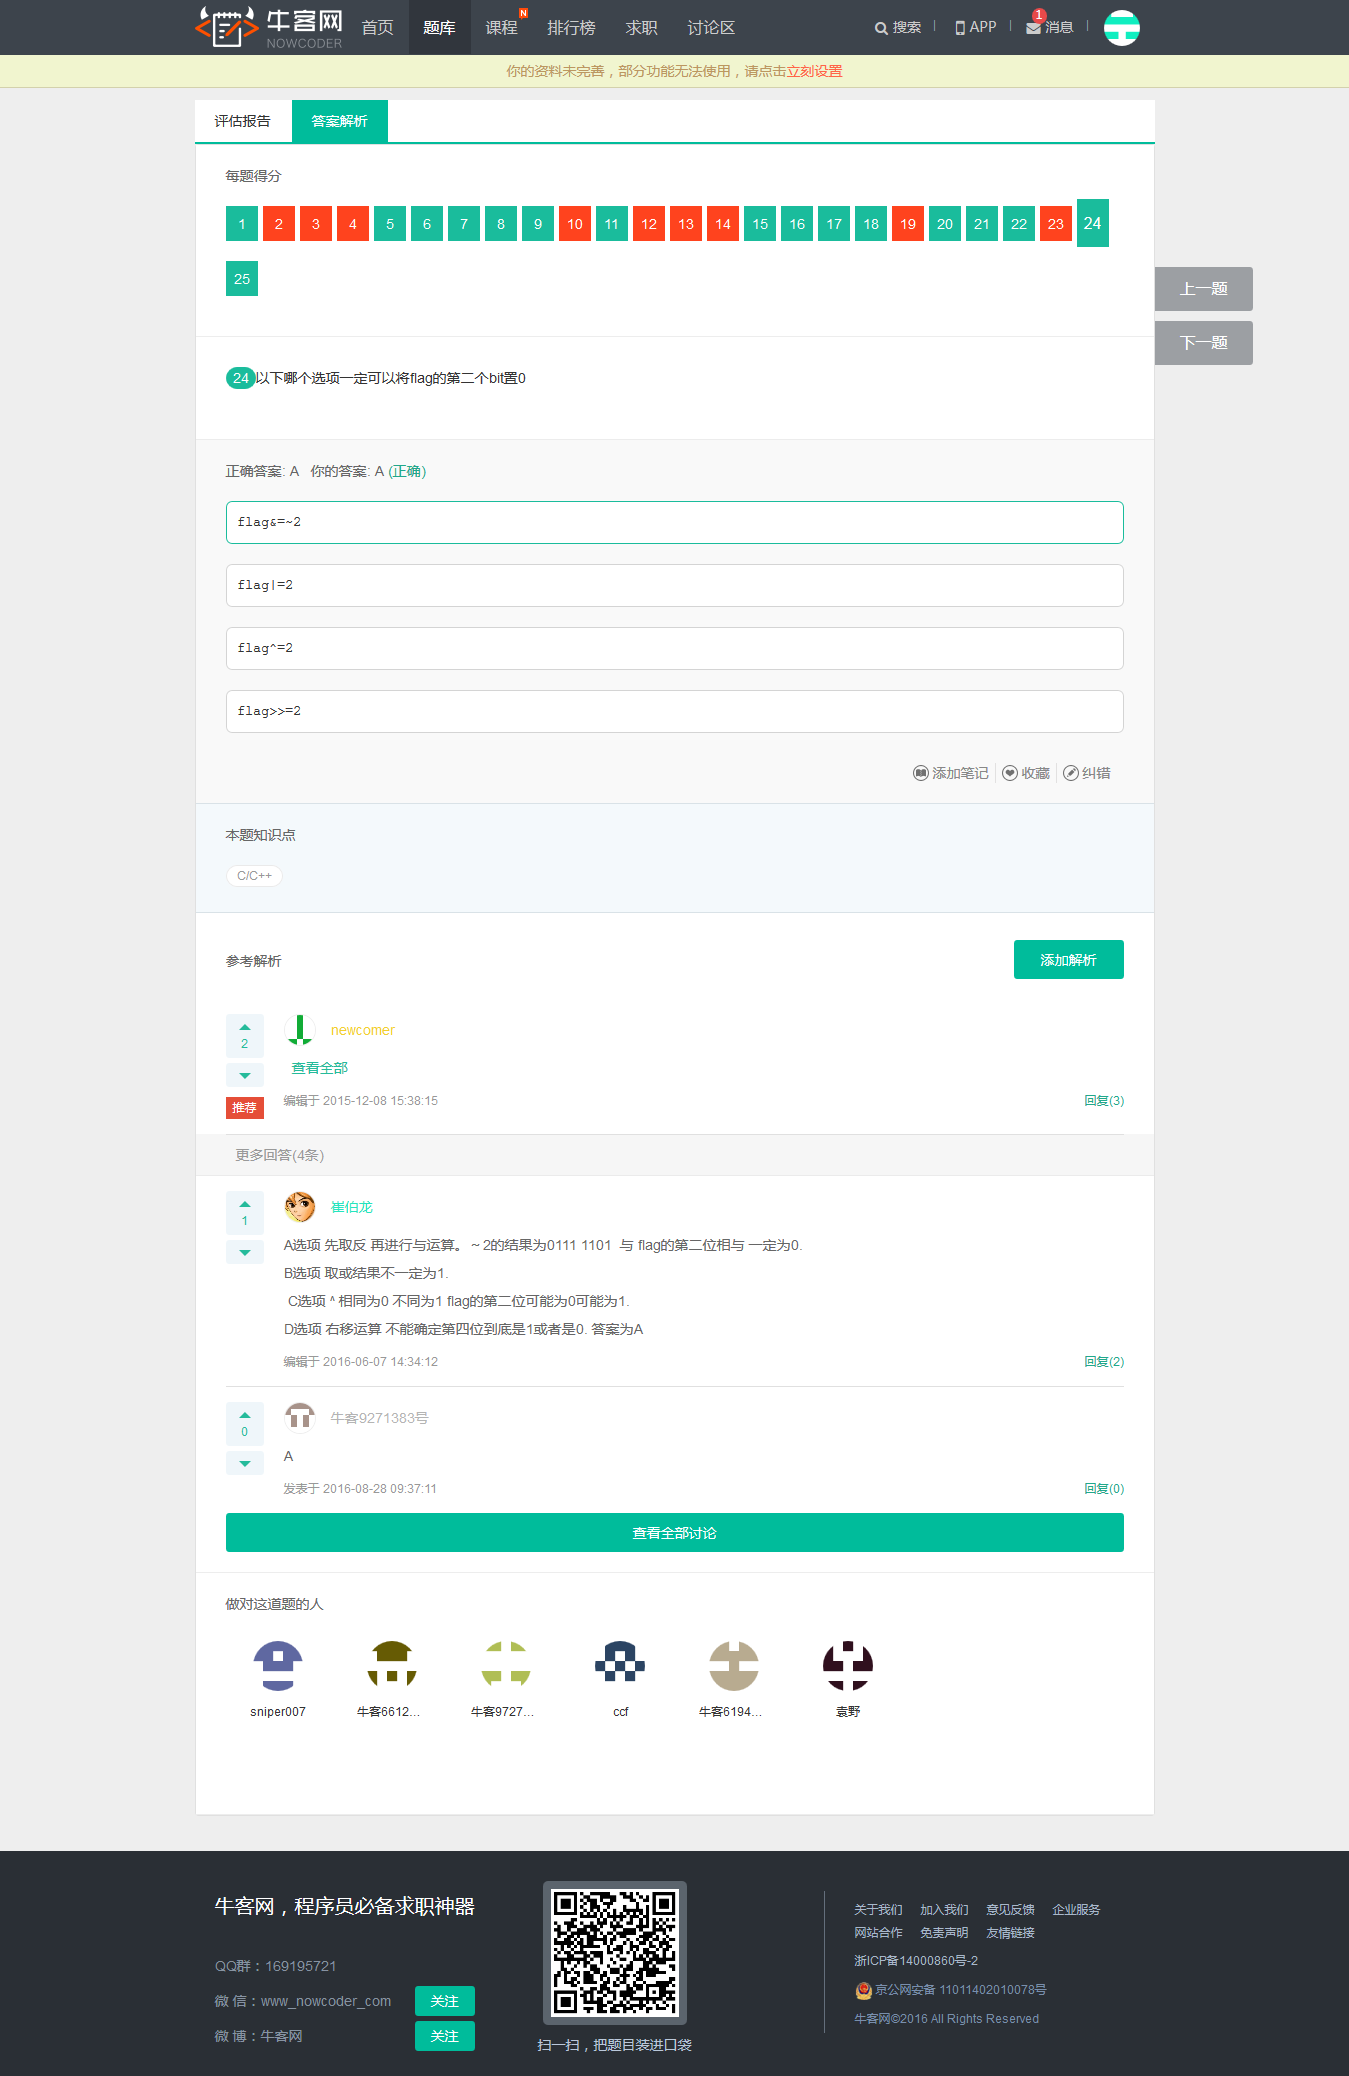 牛客网
NOWCODER
首页 题库 课程 N 排行榜 求职 讨论区 搜索 APP 1 消息
你的资料未完善，部分功能无法使用，请点击立刻设置
评估报告 答案解析
每题得分
1 2 3 4 5 6 7 8 9 10 11 12 13 14 15 16 17 18 19 20 21 22 23 24
25
上一题
下一题
24以下哪个选项一定可以将flag的第二个bit置0
正确答案: A 你的答案: A (正确)
flag&=~2
flag|=2
flag^=2
flag>>=2
添加笔记 收藏 纠错
本题知识点
C/C++
参考解析 添加解析
2 newcomer
查看全部
推荐 编辑于 2015-12-08 15:38:15 回复(3)
更多回答(4条)
1 崔伯龙
A选项 先取反 再进行与运算。～2的结果为0111 1101 与 flag的第二位相与 一定为0.
B选项 取或结果不一定为1.
C选项 ^ 相同为0 不同为1 flag的第二位可能为0可能为1.
D选项 右移运算 不能确定第四位到底是1或者是0. 答案为A
编辑于 2016-06-07 14:34:12 回复(2)
0 牛客9271383号
A
发表于 2016-08-28 09:37:11 回复(0)
查看全部讨论
做对这道题的人
sniper007 牛客6612... 牛客9727... ccf 牛客6194... 袁野
牛客网，程序员必备求职神器
QQ群：169195721
微 信：www_nowcoder_com 关注
微 博：牛客网 关注
扫一扫，把题目装进口袋
关于我们 加入我们 意见反馈 企业服务
网站合作 免责声明 友情链接
浙ICP备14000860号-2
京公网安备 11011402010078号
牛客网©2016 All Rights Reserved